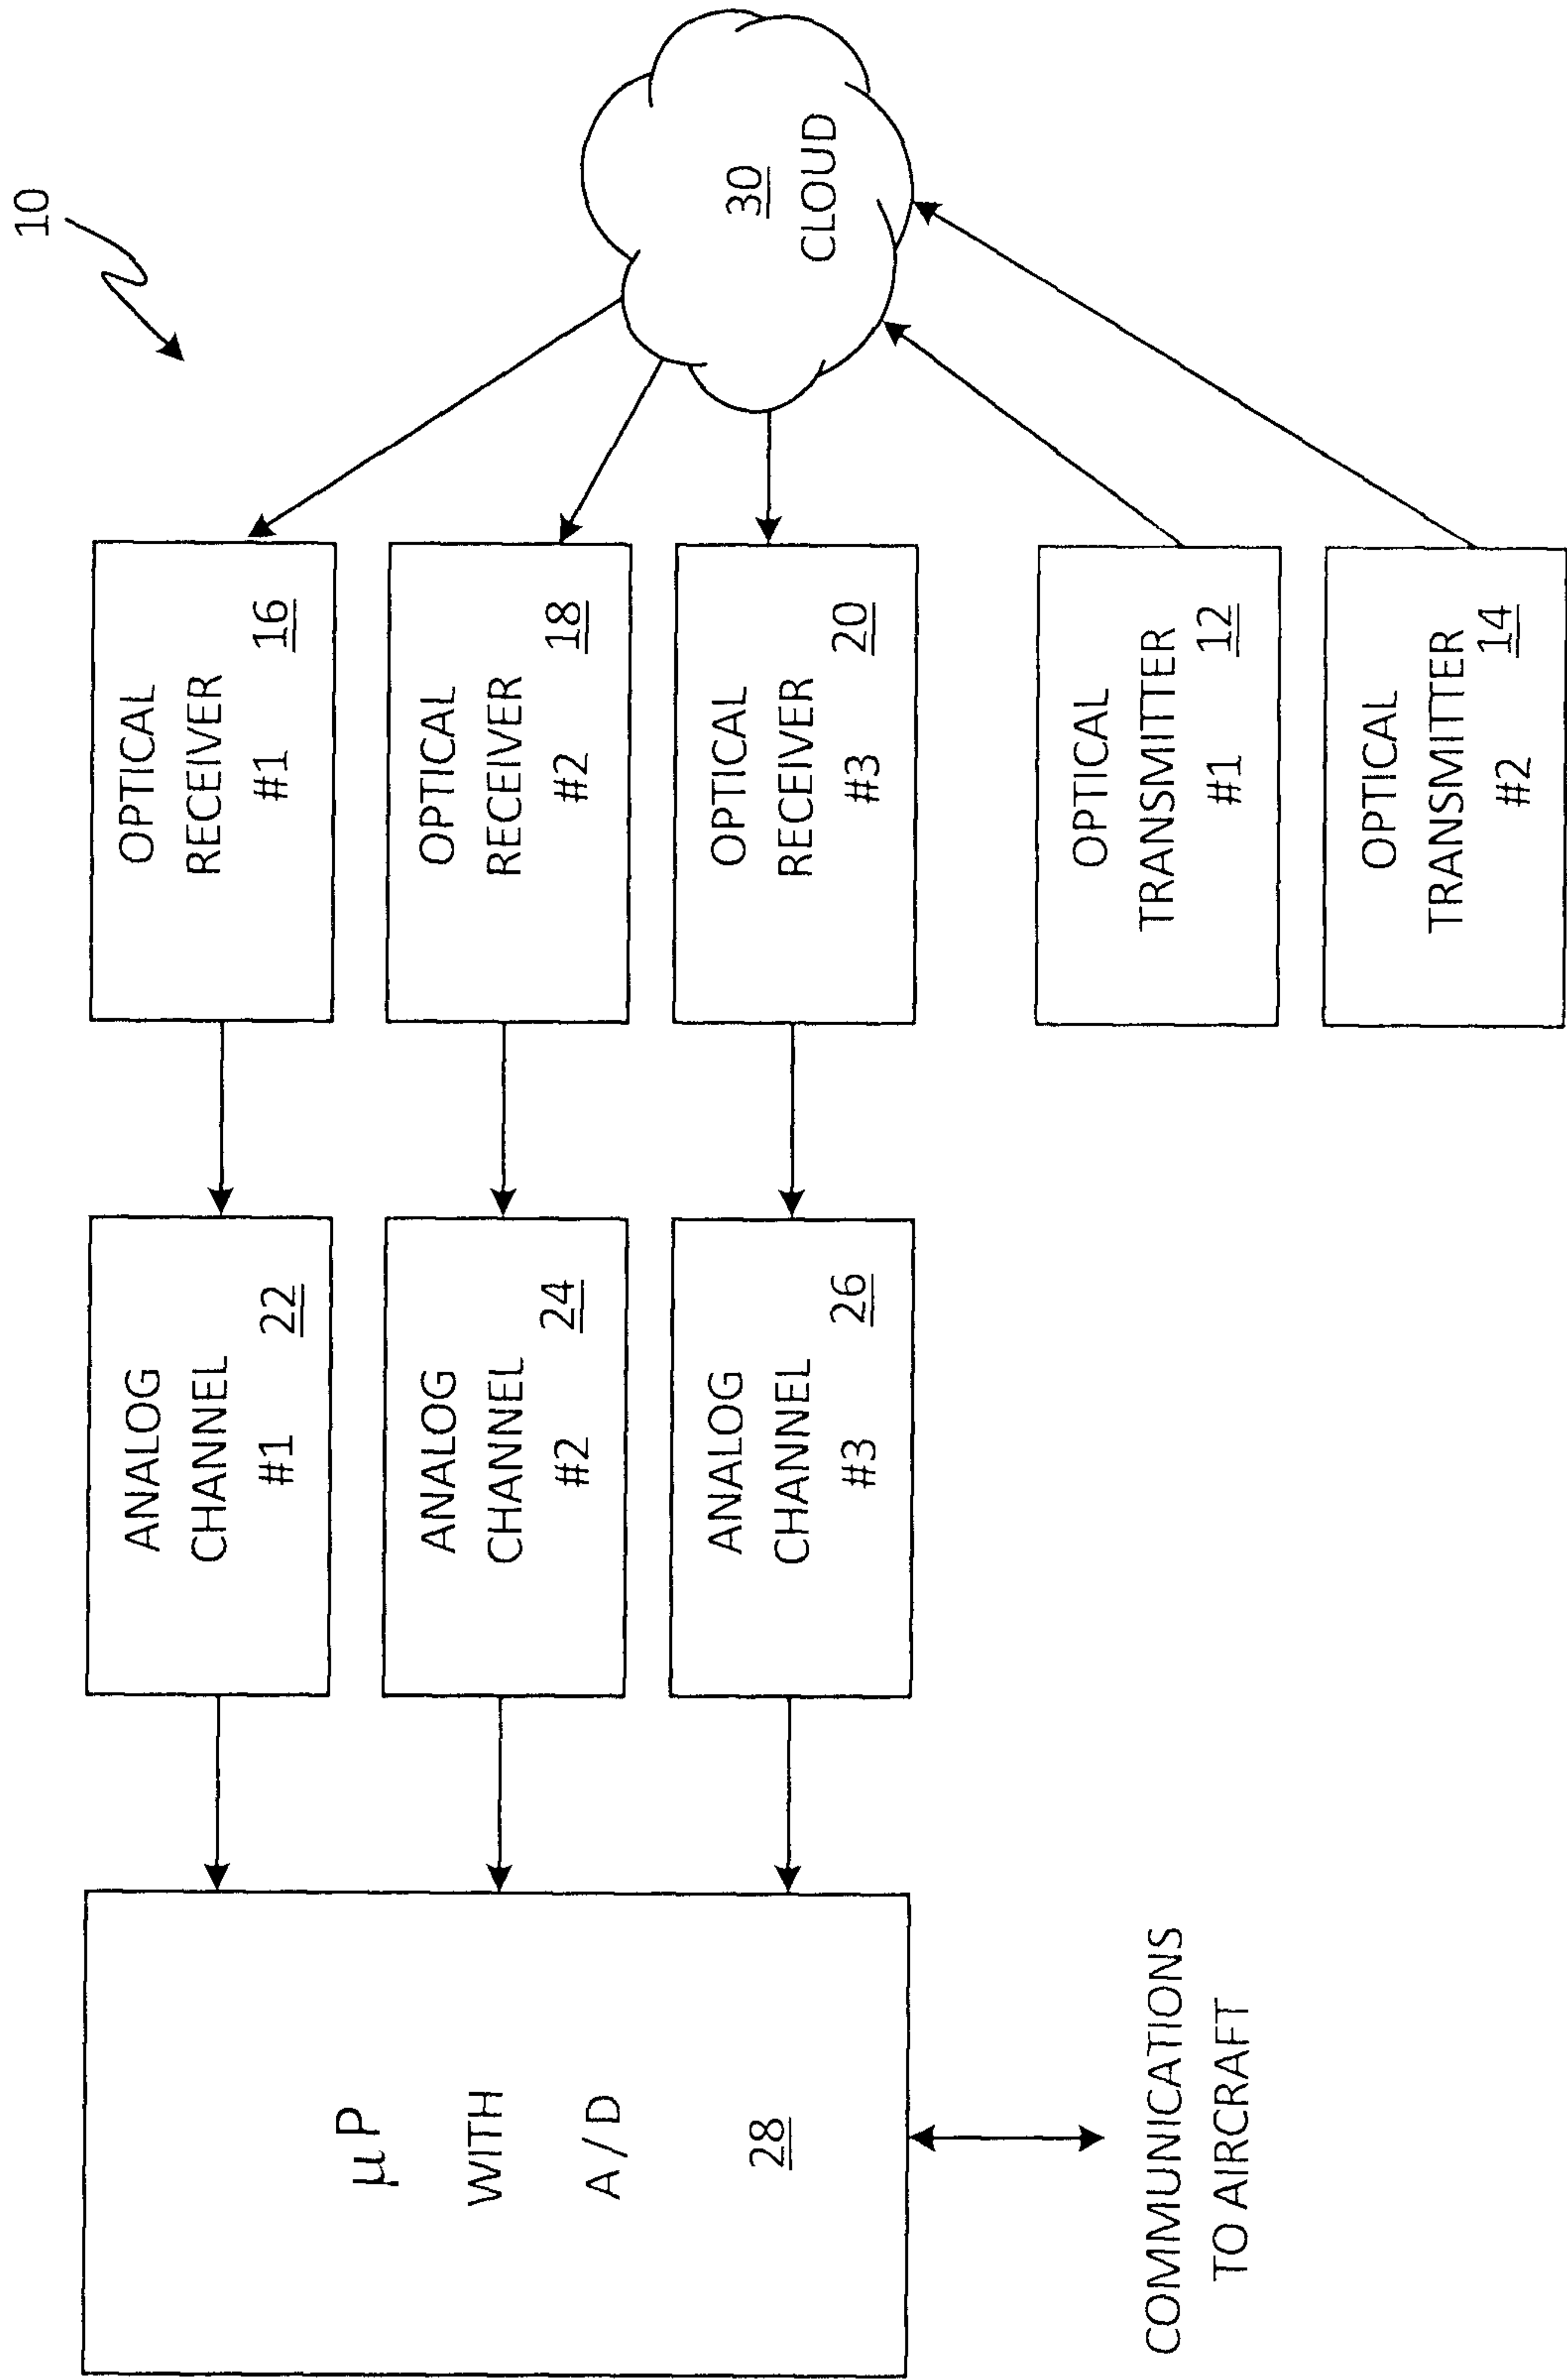 10
µP
WITH
A/D
28
ANALOG
CHANNEL
#1 22
ANALOG
CHANNEL
#2 24
ANALOG
CHANNEL
#3 26
OPTICAL
RECEIVER
#1 16
OPTICAL
RECEIVER
#2 18
OPTICAL
RECEIVER
#3 20
OPTICAL
TRANSMITTER
#1 12
OPTICAL
TRANSMITTER
#2 14
30
CLOUD
COMMUNICATIONS
TO AIRCRAFT